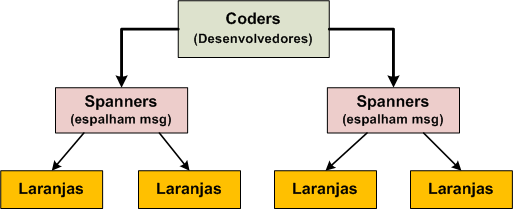 Coders
(Desenvolvedores)
Spanners
(espalham msg)
Spanners
(espalham msg)
Laranjas
Laranjas
Laranjas
Laranjas